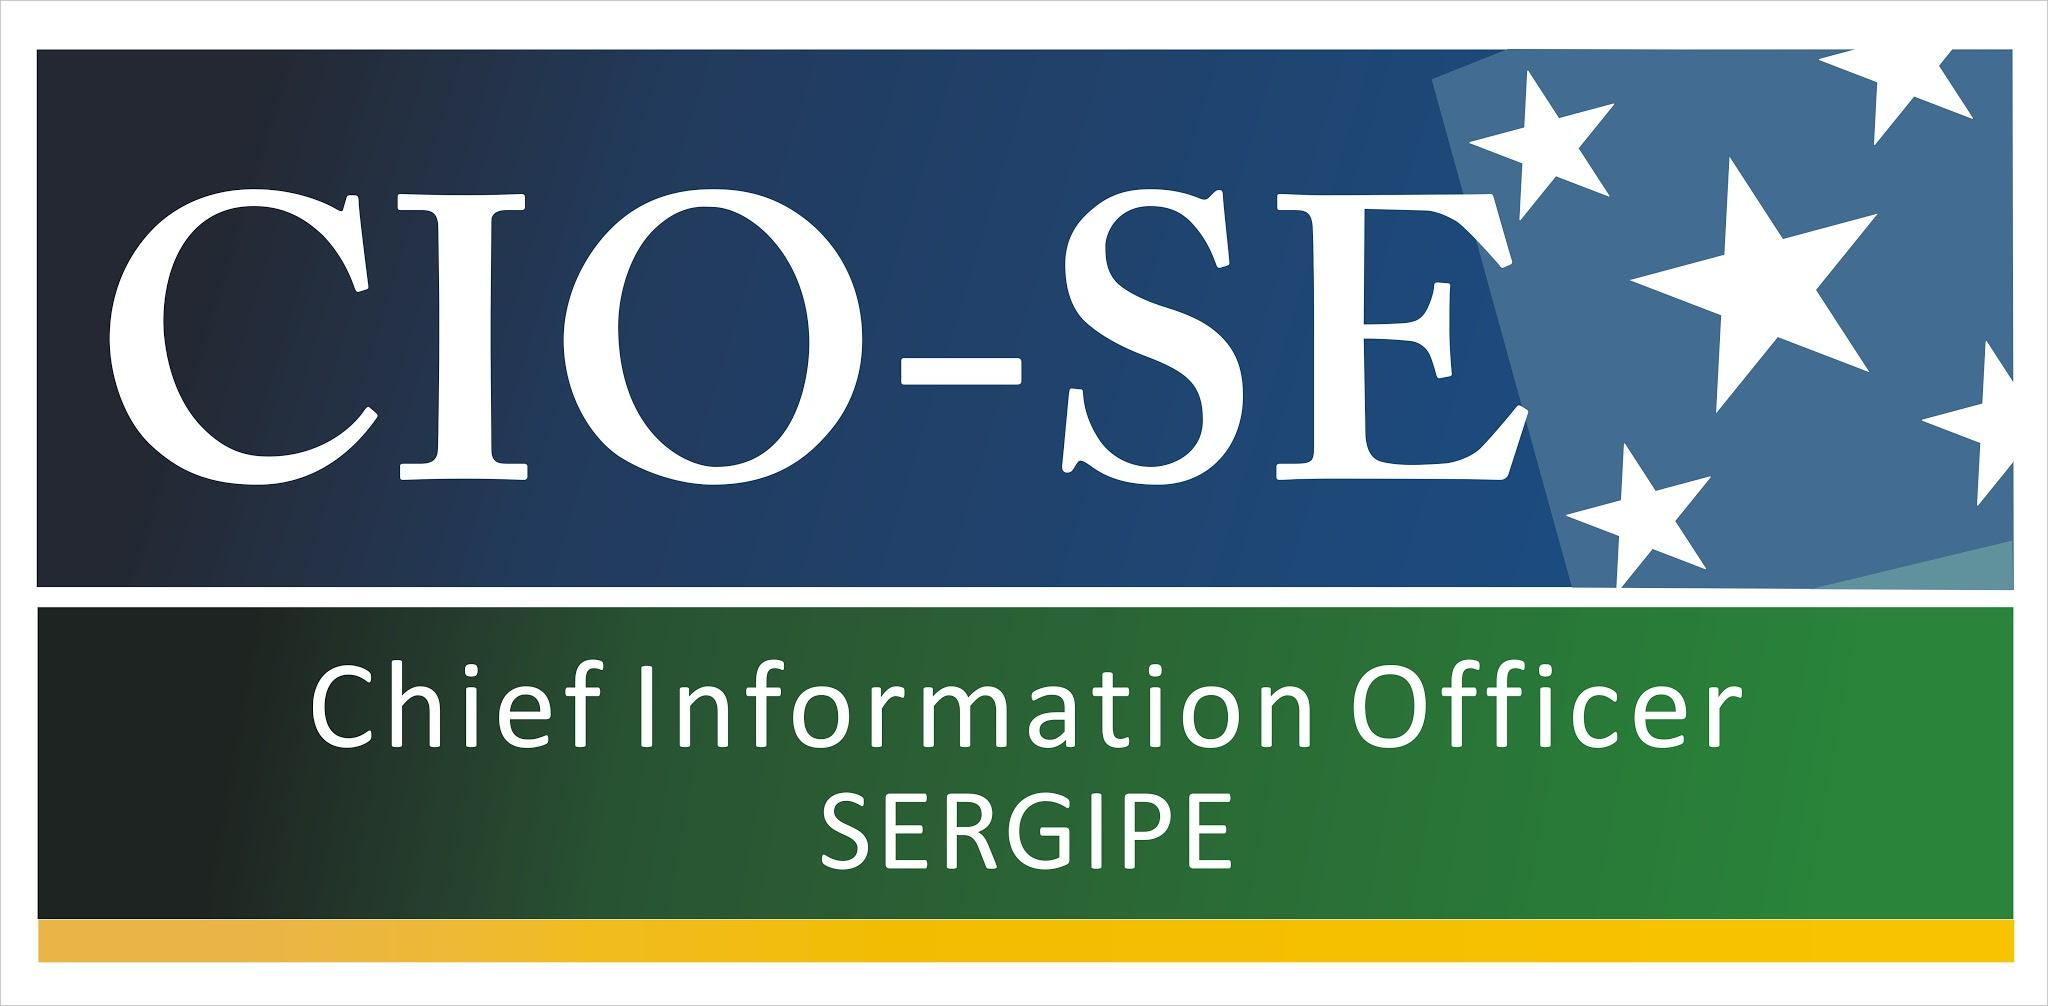 CIO-SE
Chief Information Officer
SERGIPE